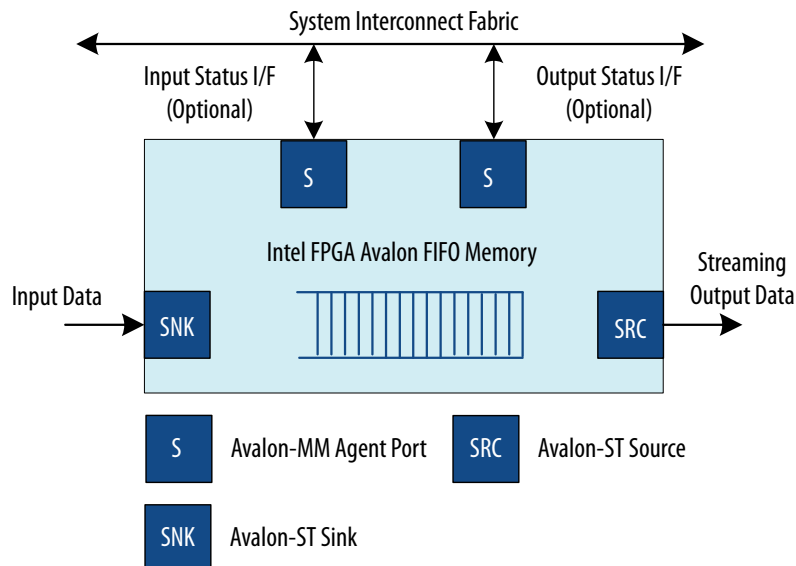 System Interconnect Fabric
Input Status I/F
(Optional)
Output Status I/F
(Optional)
S
S
Intel FPGA Avalon FIFO Memory
Input Data
SNK
SRC
Streaming
Output Data
S
Avalon-MM Agent Port
SRC
Avalon-ST Source
SNK
Avalon-ST Sink